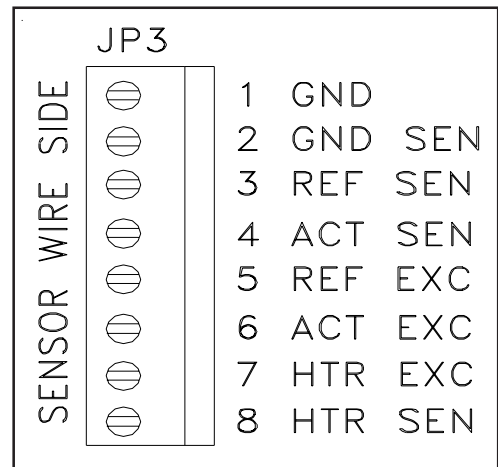 JP3
SENSOR WIRE SIDE
1 GND
2 GND SEN
3 REF SEN
4 ACT SEN
5 REF EXC
6 ACT EXC
7 HTR EXC
8 HTR SEN